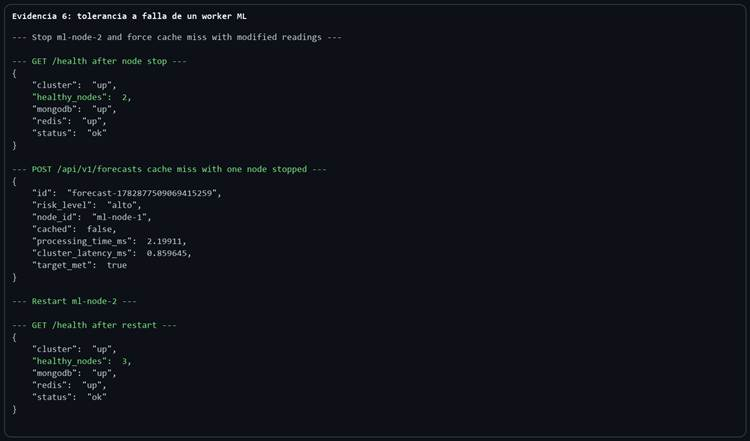 Evidencia 6: tolerancia a falla de un worker ML
--- Stop ml-node-2 and force cache miss with modified readings ---
--- GET /health after node stop ---
{
"cluster": "up",
"healthy_nodes": 2,
"mongodb": "up",
"redis": "up",
"status": "ok"
}
--- POST /api/v1/forecasts cache miss with one node stopped ---
{
"id": "forecast-1782877509069415259",
"risk_level": "alto",
"node_id": "ml-node-1",
"cached": false,
"processing_time_ms": 2.19911,
"cluster_latency_ms": 0.859645,
"target_met": true
}
--- Restart ml-node-2 ---
--- GET /health after restart ---
{
"cluster": "up",
"healthy_nodes": 3,
"mongodb": "up",
"redis": "up",
"status": "ok"
}